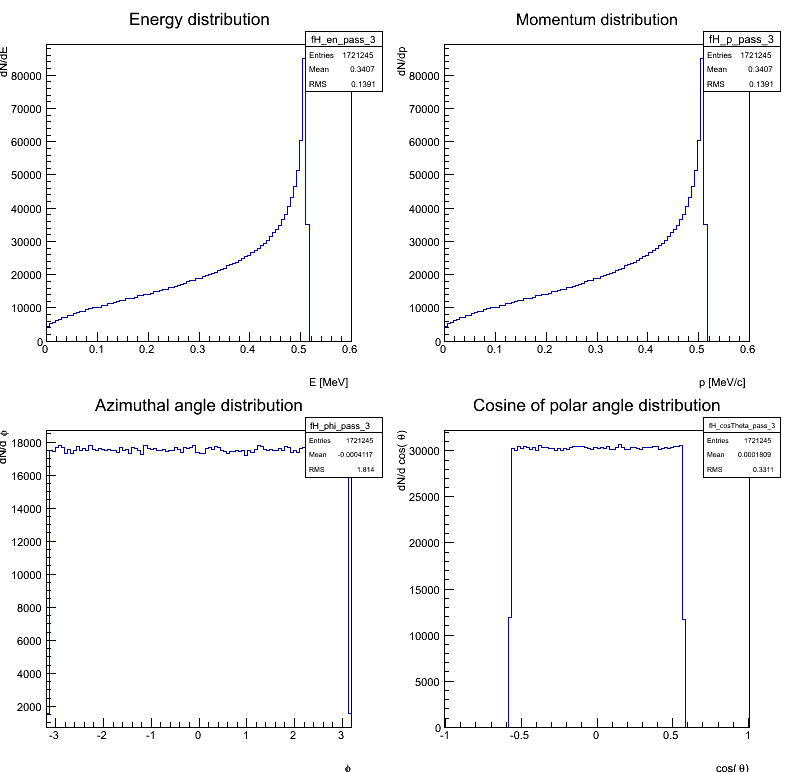 Energy distribution
dN/dE
fH_en_pass_3
Entries 1721245
Mean 0.3407
RMS 0.1391
80000
70000
60000
50000
40000
30000
20000
10000
0
0 0.1 0.2 0.3 0.4 0.5 0.6
E [MeV]
Momentum distribution
dN/dp
fH_p_pass_3
Entries 1721245
Mean 0.3407
RMS 0.1391
80000
70000
60000
50000
40000
30000
20000
10000
0
0 0.1 0.2 0.3 0.4 0.5 0.6
p [MeV/c]
Azimuthal angle distribution
dN/d ϕ
fH_phi_pass_3
Entries 1721245
Mean -0.0004117
RMS 1.814
18000
16000
14000
12000
10000
8000
6000
4000
2000
-3 -2 -1 0 1 2 3
ϕ
Cosine of polar angle distribution
dN/d cos( θ)
fH_cosTheta_pass_3
Entries 1721245
Mean 0.0001809
RMS 0.3311
30000
25000
20000
15000
10000
5000
0
-1 -0.5 0 0.5 1
cos( θ)